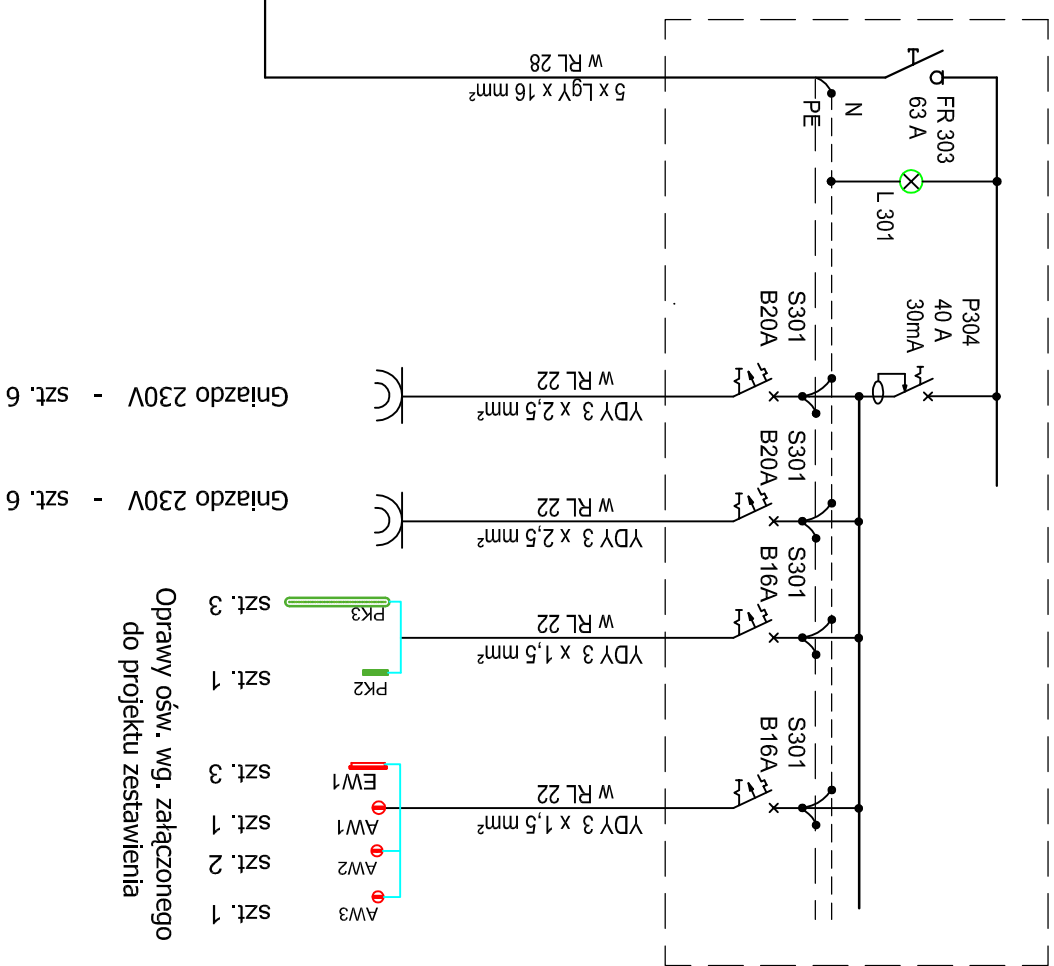 5 x LgY x 16 mm²
w RL 28
FR 303
63 A
N
PE
L 301
P304
40 A
30mA
S301
B20A
YDY 3 x 2,5 mm²
w RL 22
Gniazdo 230V - szt. 6
S301
B20A
YDY 3 x 2,5 mm²
w RL 22
Gniazdo 230V - szt. 6
S301
B16A
YDY 3 x 1,5 mm²
w RL 22
PK3
szt. 3
PK2
szt. 1
S301
B16A
YDY 3 x 1,5 mm²
w RL 22
EW1
szt. 3
AW1
szt. 1
AW2
szt. 2
AW3
szt. 1
Oprawy ośw. wg. załączonego
do projektu zestawienia